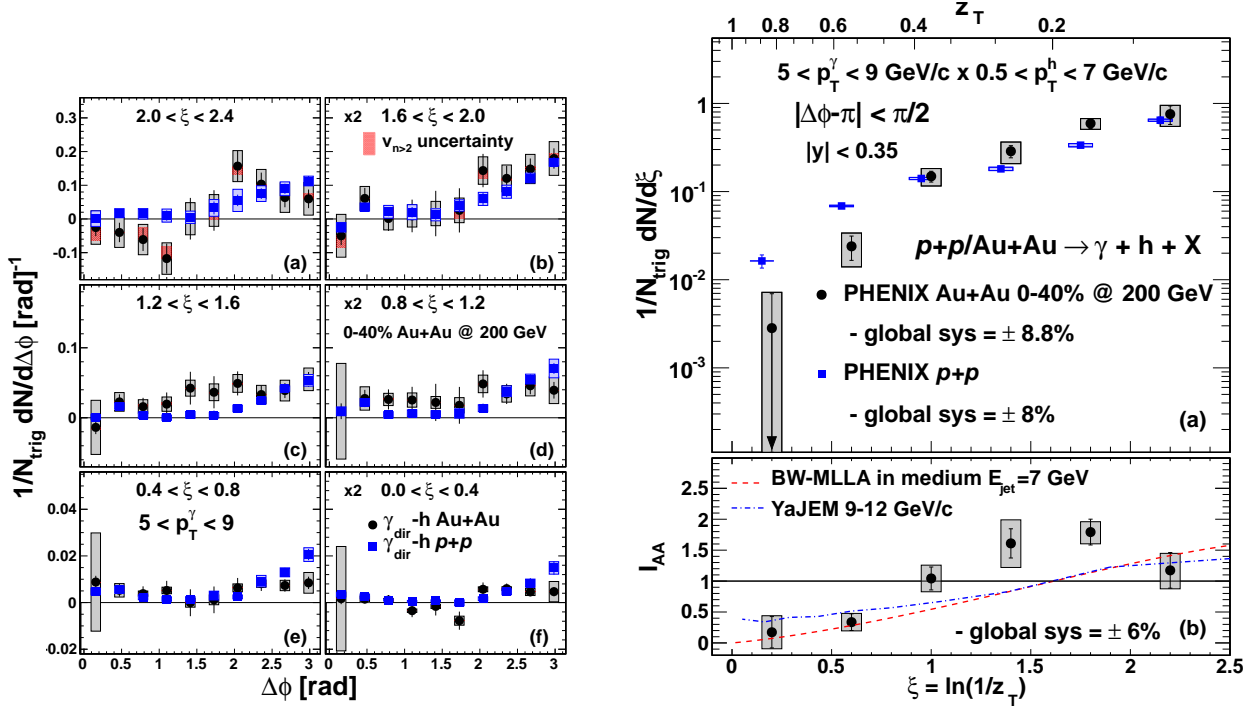 0.3
0.2
0.1
0
-0.1
2.0 < ξ < 2.4
(a)
x2 1.6 < ξ < 2.0
v_{n>2} uncertainty
(b)
0.1
0
1.2 < ξ < 1.6
(c)
x2 0.8 < ξ < 1.2
0-40% Au+Au @ 200 GeV
(d)
0.04
0.02
0
-0.02
0.4 < ξ < 0.8
5 < p_T^γ < 9
(e)
x2 0.0 < ξ < 0.4
γ_dir-h Au+Au
γ_dir-h p+p
(f)
0 0.5 1 1.5 2 2.5 3
0 0.5 1 1.5 2 2.5 3
Δφ [rad]
1/N_trig dN/dΔφ [rad]^-1
z_T
1 0.8 0.6 0.4 0.2
5 < p_T^γ < 9 GeV/c x 0.5 < p_T^h < 7 GeV/c
|Δφ-π| < π/2
|y| < 0.35
p+p/Au+Au → γ + h + X
PHENIX Au+Au 0-40% @ 200 GeV
- global sys = ± 8.8%
PHENIX p+p
- global sys = ± 8%
(a)
1
10^-1
10^-2
10^-3
1/N_trig dN/dξ
BW-MLLA in medium E_jet=7 GeV
YaJEM 9-12 GeV/c
- global sys = ± 6%
(b)
2.5
2
1.5
1
0.5
0
I_AA
0 0.5 1 1.5 2 2.5
ξ = ln(1/z_T)